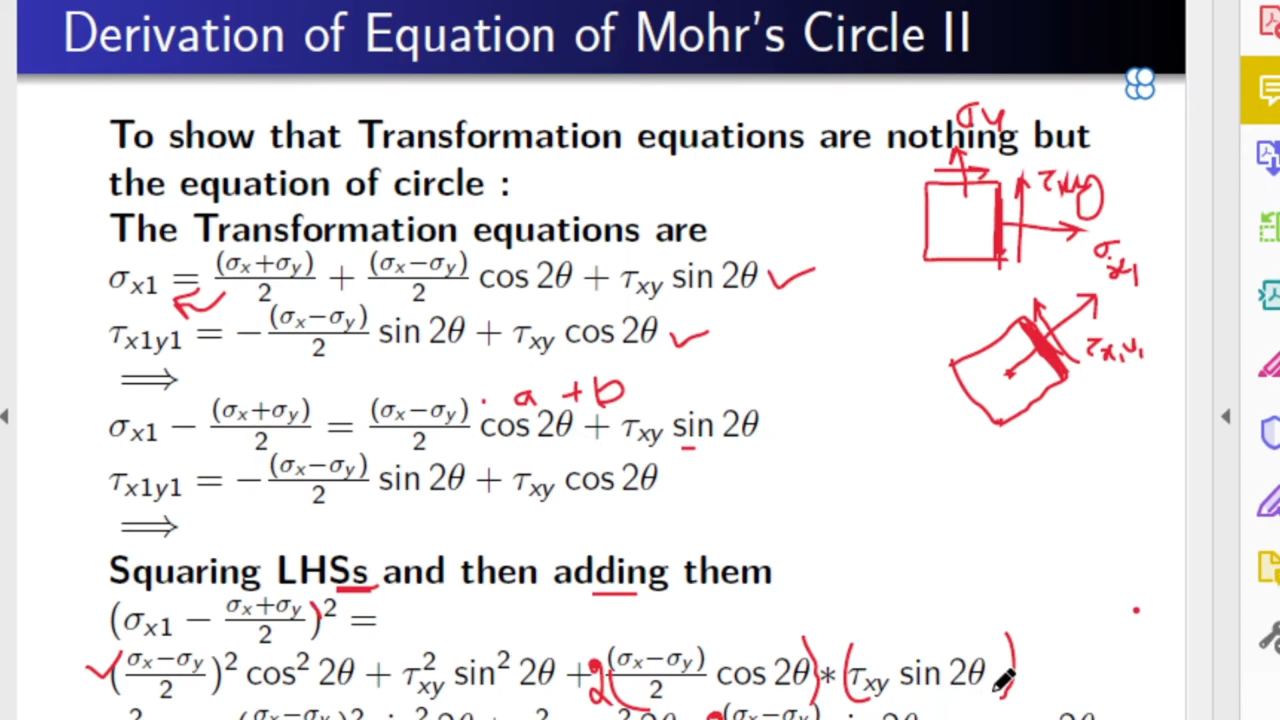 Derivation of Equation of Mohr's Circle II
To show that Transformation equations are nothing but
the equation of circle :
The Transformation equations are
σx1 = (σx+σy)/2 + (σx−σy)/2 cos 2θ + τxy sin 2θ
τx1y1 = −(σx−σy)/2 sin 2θ + τxy cos 2θ
⟹
a + b
σx1 − (σx+σy)/2 = (σx−σy)/2 cos 2θ + τxy sin 2θ
τx1y1 = −(σx−σy)/2 sin 2θ + τxy cos 2θ
⟹
Squaring LHSs and then adding them
(σx1 − σx+σy/2)² =
(σx−σy/2)² cos² 2θ + τ²xy sin² 2θ + 2((σx−σy)/2 cos 2θ) * (τxy sin 2θ)
σy
τxy
σx1
τx1y1